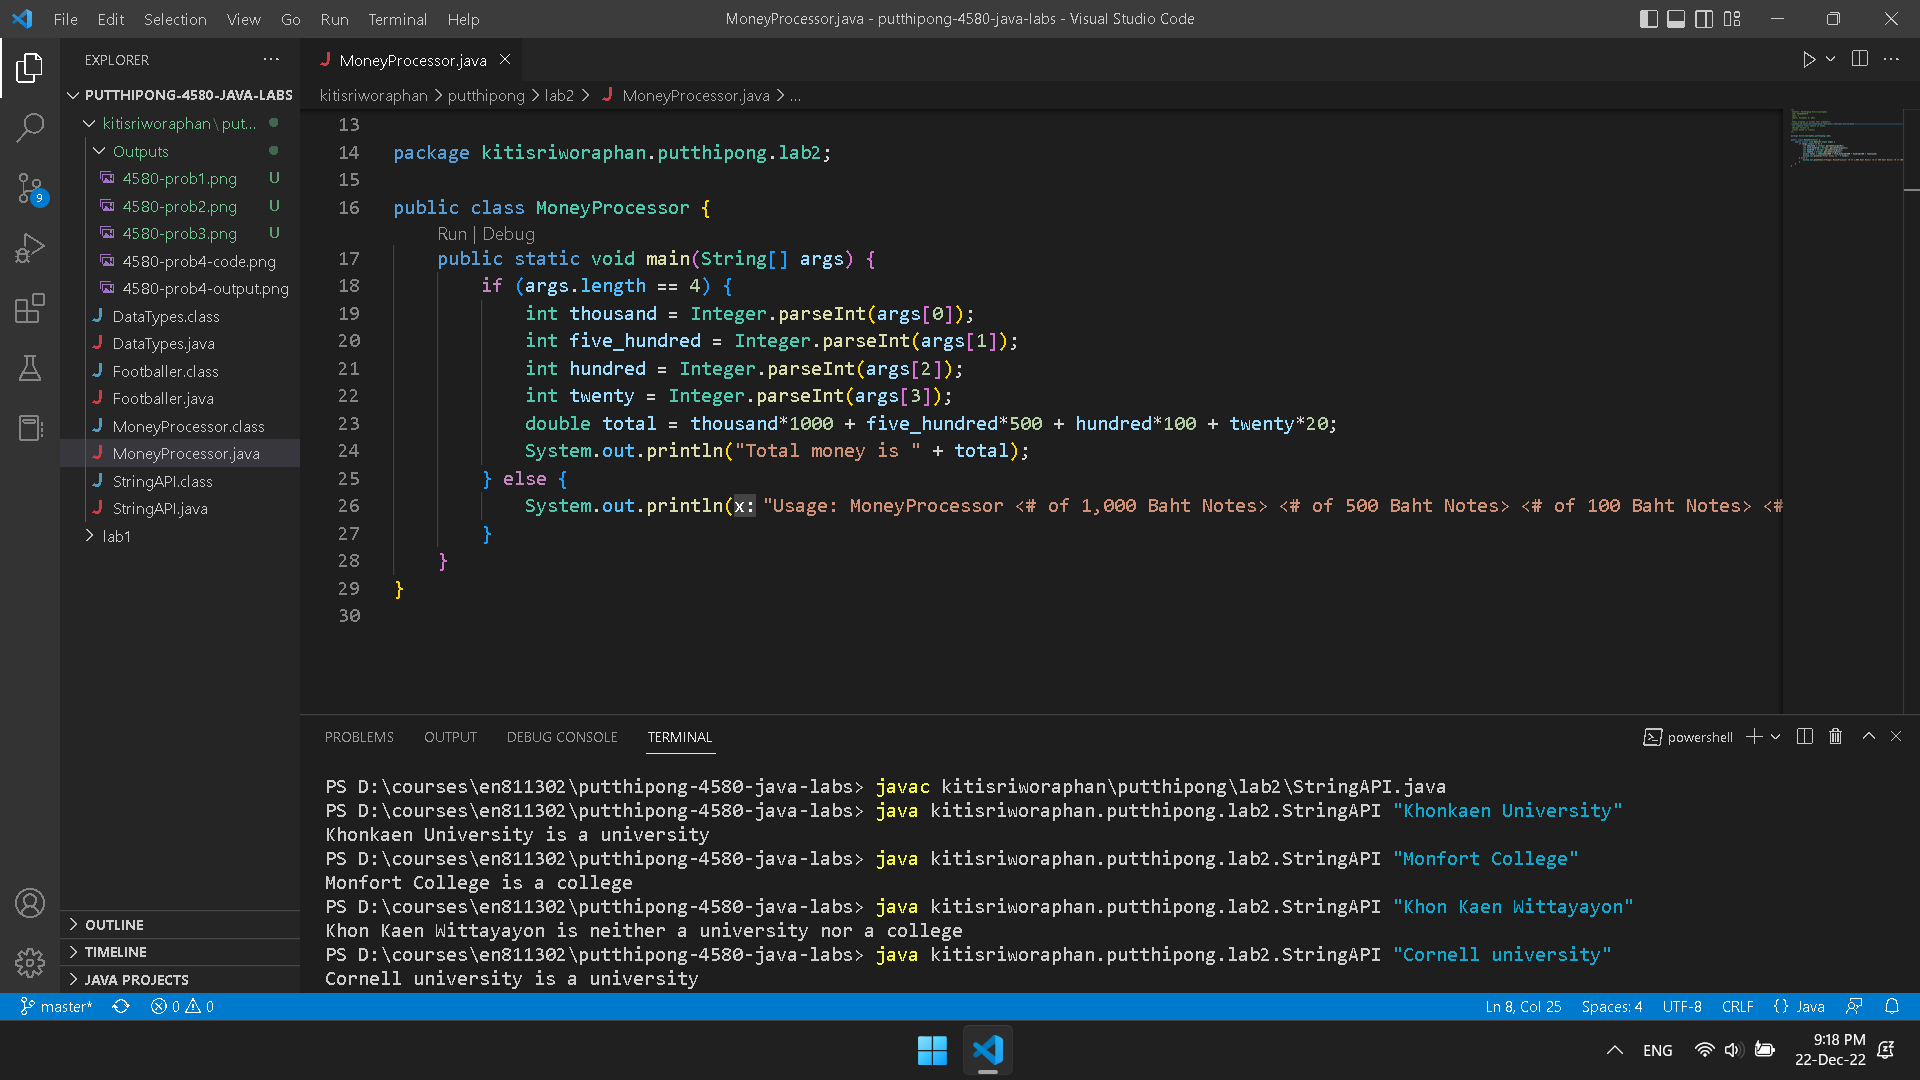 File Edit Selection View Go Run Terminal Help
MoneyProcessor.java - putthipong-4580-java-labs - Visual Studio Code
EXPLORER
MoneyProcessor.java
PUTTHIPONG-4580-JAVA-LABS
kitisriworaphan\put...
Outputs
4580-prob1.png U
4580-prob2.png U
4580-prob3.png U
4580-prob4-code.png
4580-prob4-output.png
DataTypes.class
DataTypes.java
Footballer.class
Footballer.java
MoneyProcessor.class
MoneyProcessor.java
StringAPI.class
StringAPI.java
lab1
OUTLINE
TIMELINE
JAVA PROJECTS
9
kitisriworaphan > putthipong > lab2 > MoneyProcessor.java > ...
13
14 package kitisriworaphan.putthipong.lab2;
15
16 public class MoneyProcessor {
Run | Debug
17 public static void main(String[] args) {
18 if (args.length == 4) {
19 int thousand = Integer.parseInt(args[0]);
20 int five_hundred = Integer.parseInt(args[1]);
21 int hundred = Integer.parseInt(args[2]);
22 int twenty = Integer.parseInt(args[3]);
23 double total = thousand*1000 + five_hundred*500 + hundred*100 + twenty*20;
24 System.out.println("Total money is " + total);
25 } else {
26 System.out.println(x: "Usage: MoneyProcessor <# of 1,000 Baht Notes> <# of 500 Baht Notes> <# of 100 Baht Notes> <#
27 }
28 }
29 }
30
PROBLEMS OUTPUT DEBUG CONSOLE TERMINAL
powershell
PS D:\courses\en811302\putthipong-4580-java-labs> javac kitisriworaphan\putthipong\lab2\StringAPI.java
PS D:\courses\en811302\putthipong-4580-java-labs> java kitisriworaphan.putthipong.lab2.StringAPI "Khonkaen University"
Khonkaen University is a university
PS D:\courses\en811302\putthipong-4580-java-labs> java kitisriworaphan.putthipong.lab2.StringAPI "Monfort College"
Monfort College is a college
PS D:\courses\en811302\putthipong-4580-java-labs> java kitisriworaphan.putthipong.lab2.StringAPI "Khon Kaen Wittayayon"
Khon Kaen Wittayayon is neither a university nor a college
PS D:\courses\en811302\putthipong-4580-java-labs> java kitisriworaphan.putthipong.lab2.StringAPI "Cornell university"
Cornell university is a university
master* 0 0
Ln 8, Col 25 Spaces: 4 UTF-8 CRLF {} Java
ENG
9:18 PM
22-Dec-22